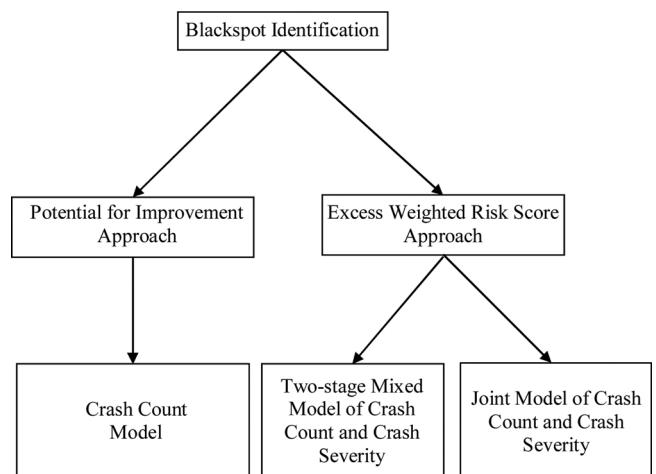 Blackspot Identification
Potential for Improvement
Approach
Excess Weighted Risk Score
Approach
Crash Count
Model
Two-stage Mixed
Model of Crash
Count and Crash
Severity
Joint Model of Crash
Count and Crash
Severity